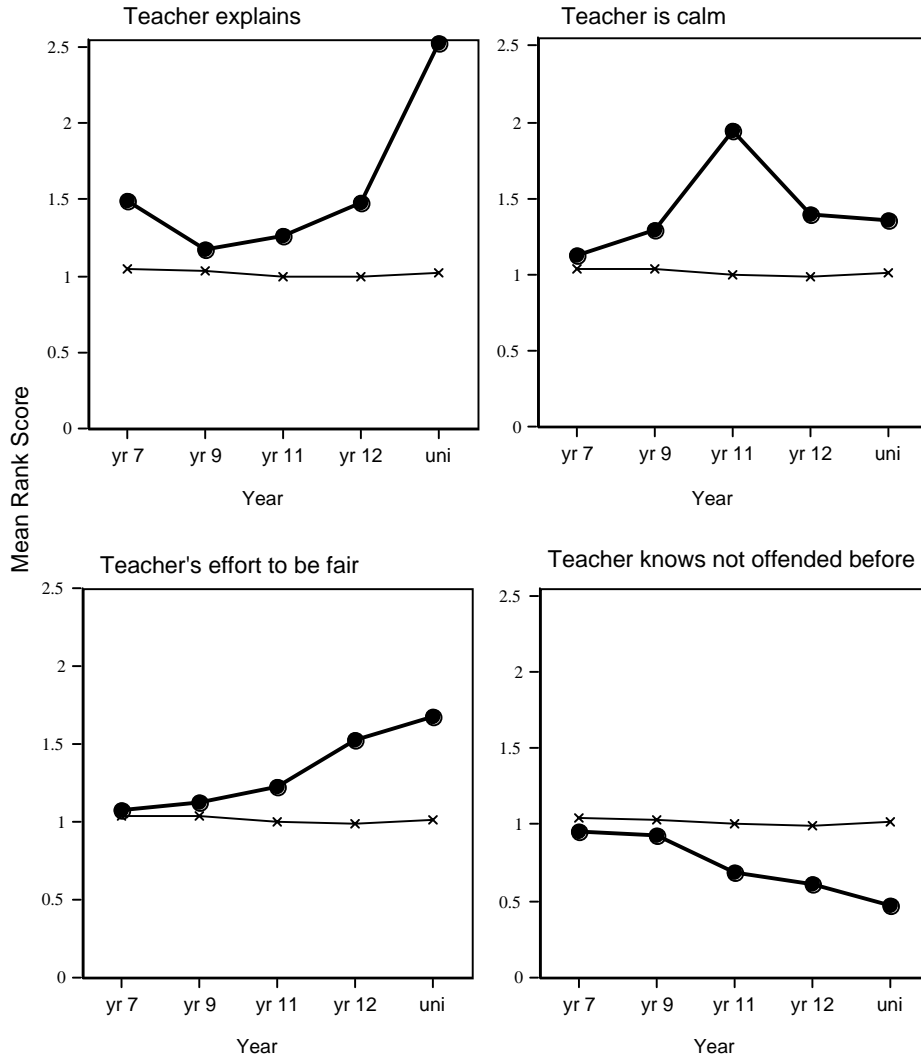 Teacher explains
2.5
2
1.5
1
0.5
0
yr 7 yr 9 yr 11 yr 12 uni
Year
Teacher is calm
2.5
2
1.5
1
0.5
0
yr 7 yr 9 yr 11 yr 12 uni
Year
Mean Rank Score
Teacher's effort to be fair
2.5
2
1.5
1
0.5
0
yr 7 yr 9 yr 11 yr 12 uni
Year
Teacher knows not offended before
2.5
2
1.5
1
0.5
0
yr 7 yr 9 yr 11 yr 12 uni
Year